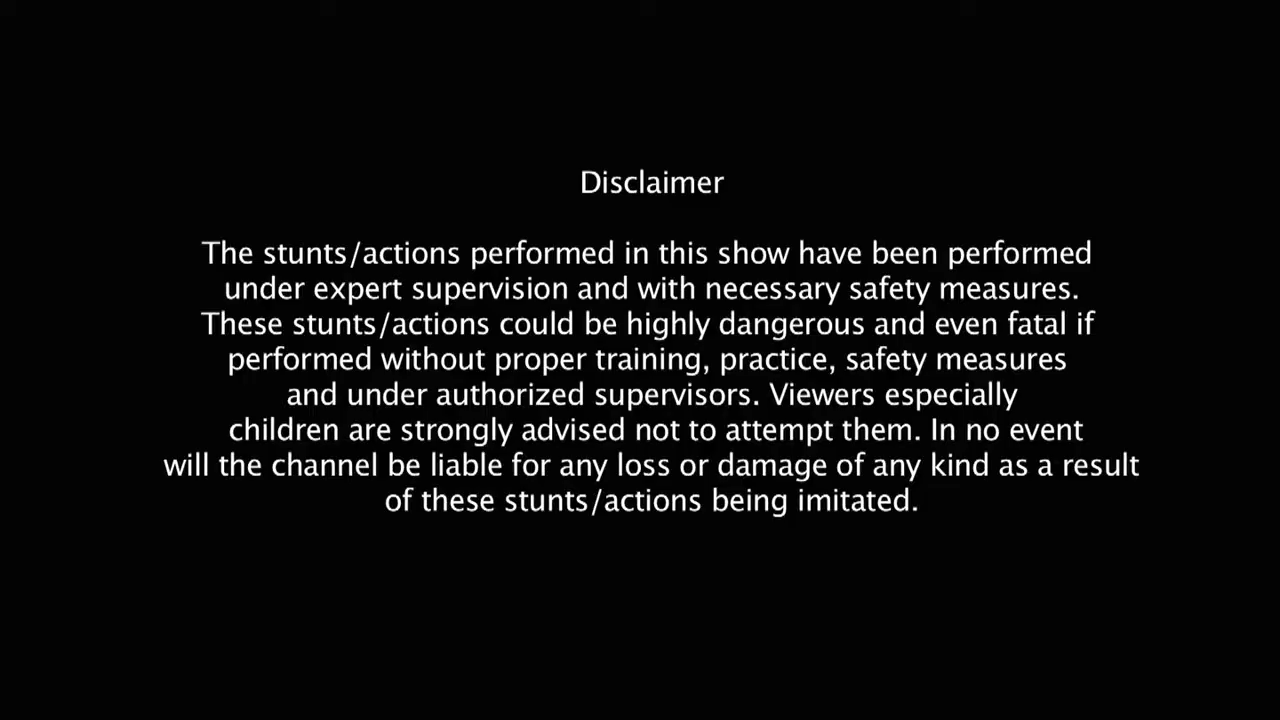 Disclaimer
The stunts/actions performed in this show have been performed
under expert supervision and with necessary safety measures.
These stunts/actions could be highly dangerous and even fatal if
performed without proper training, practice, safety measures
and under authorized supervisors. Viewers especially
children are strongly advised not to attempt them. In no event
will the channel be liable for any loss or damage of any kind as a result
of these stunts/actions being imitated.